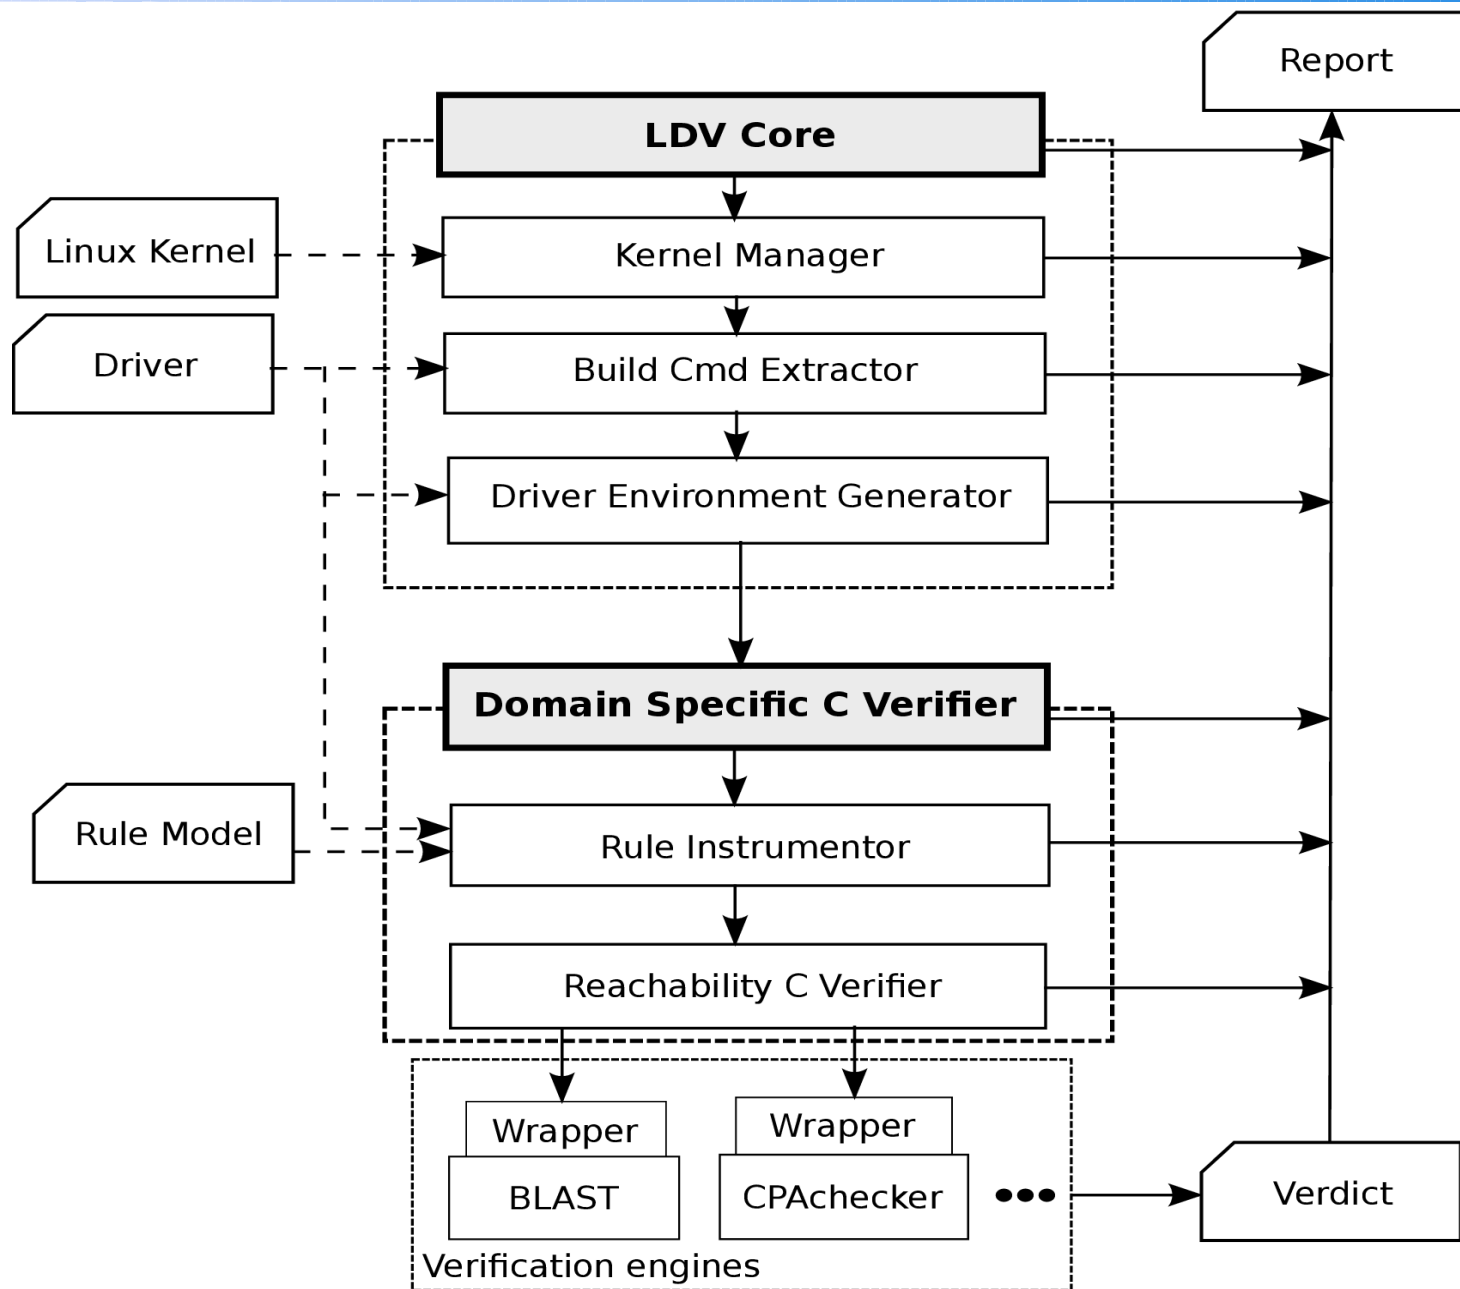 Report
LDV Core
Linux Kernel
Kernel Manager
Driver
Build Cmd Extractor
Driver Environment Generator
Domain Specific C Verifier
Rule Model
Rule Instrumentor
Reachability C Verifier
Wrapper
Wrapper
BLAST
CPAchecker
•••
Verdict
Verification engines